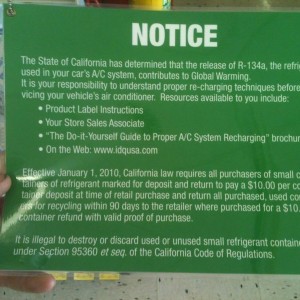 NOTICE
The State of California has determined that the release of R-134a, the refri
used in your car's A/C system, contributes to Global Warming.
It is your responsibility to understand proper re-charging techniques before
vicing your vehicle's air conditioner. Resources available to you include:
• Product Label Instructions
• Your Store Sales Associate
• "The Do-it-Yourself Guide to Proper A/C System Recharging" brochur
• On the Web: www.idqusa.com
Effective January 1, 2010, California law requires all purchasers of small c
tainers of refrigerant marked for deposit and return to pay a $10.00 per co
tainer deposit at time of retail purchase and return all purchased, used co
ers for recycling within 90 days to the retailer where purchased for a $10.
container refund with valid proof of purchase.
It is illegal to destroy or discard used or unused small refrigerant containe
under Section 95360 et seq. of the California Code of Regulations.